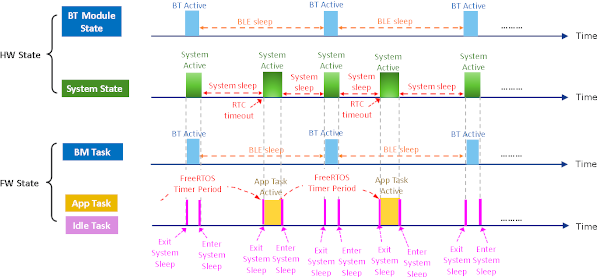 BT Active BT Active BT Active
BT Module
State
BLE sleep BLE sleep
.........
Time
HW State
System
Active
System
Active
System
Active
System
Active
System
Active
System State
System sleep
System
sleep
System
sleep
System sleep
.........
RTC
timeout
RTC
timeout
Time
BT Active BT Active BT Active
BM Task
BLE sleep BLE sleep
.........
Time
FW State
FreeRTOS
Timer Period
App Task
Active
FreeRTOS
Timer Period
App Task
Active
App Task
Idle Task
.........
Time
Exit
System
Sleep
Enter
System
Sleep
Exit
System
Sleep
Enter
System
Sleep
Exit
System
Sleep
Enter
System
Sleep
Exit
System
Sleep
Enter
System
Sleep
Exit
System
Sleep
Enter
System
Sleep